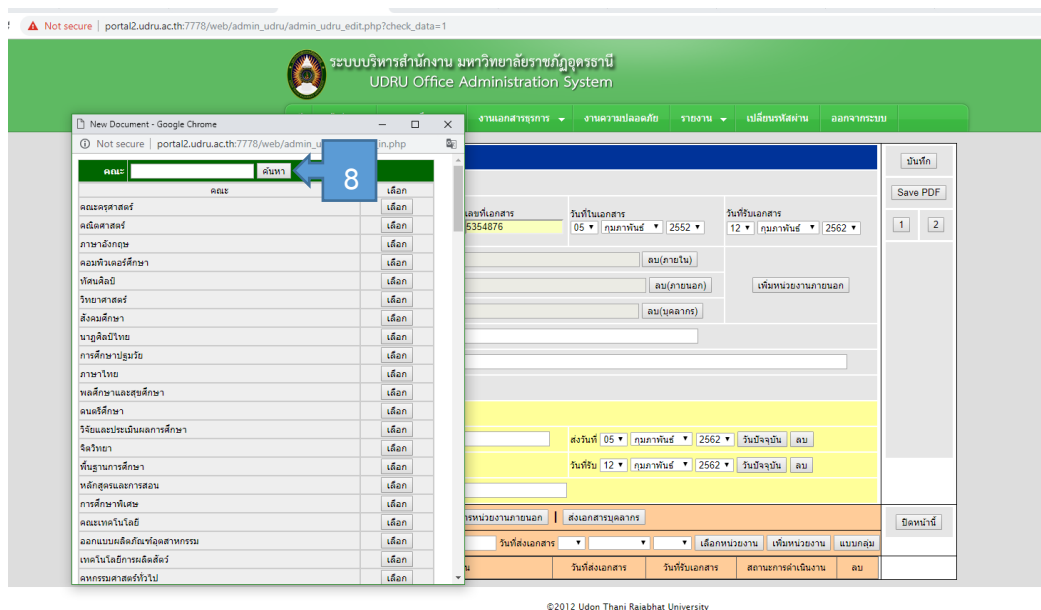 Not secure | portal2.udru.ac.th:7778/web/admin_udru/admin_udru_edit.php?check_data=1
ระบบบริหารสำนักงาน มหาวิทยาลัยราชภัฏอุดรธานี
UDRU Office Administration System
งานเอกสารธุรการ งานความปลอดภัย รายงาน เปลี่ยนรหัสผ่าน ออกจากระบบ
New Document - Google Chrome
Not secure | portal2.udru.ac.th:7778/web/admin_u in.php
คณะ ค้นหา
8
คณะ เลือก
คณะครุศาสตร์ เลือก
คณิตศาสตร์ เลือก
ภาษาอังกฤษ เลือก
คอมพิวเตอร์ศึกษา เลือก
ทัศนศิลป์ เลือก
วิทยาศาสตร์ เลือก
สังคมศึกษา เลือก
นาฏศิลป์ไทย เลือก
การศึกษาปฐมวัย เลือก
ภาษาไทย เลือก
พลศึกษาและสุขศึกษา เลือก
ดนตรีศึกษา เลือก
วิจัยและประเมินผลการศึกษา เลือก
จิตวิทยา เลือก
พื้นฐานการศึกษา เลือก
หลักสูตรและการสอน เลือก
การศึกษาพิเศษ เลือก
คณะเทคโนโลยี เลือก
ออกแบบผลิตภัณฑ์อุตสาหกรรม เลือก
เทคโนโลยีการผลิตสัตว์ เลือก
คหกรรมศาสตร์ทั่วไป เลือก
บันทึก
Save PDF
1 2
ลขที่เอกสาร วันที่ในเอกสาร วันที่รับเอกสาร
5354876 05 กุมภาพันธ์ 2552 12 กุมภาพันธ์ 2562
ลบ(ภายใน)
ลบ(ภายนอก) เพิ่มหน่วยงานภายนอก
ลบ(บุคลากร)
ส่งวันที่ 05 กุมภาพันธ์ 2562 วันปัจจุบัน ลบ
วันที่รับ 12 กุมภาพันธ์ 2562 วันปัจจุบัน ลบ
รหน่วยงานภายนอก | ส่งเอกสารบุคลากร ปิดหน้านี้
วันที่ส่งเอกสาร เลือกหน่วยงาน เพิ่มหน่วยงาน แบบกลุ่ม
น วันที่ส่งเอกสาร วันที่รับเอกสาร สถานะการดำเนินงาน ลบ
©2012 Udon Thani Rajabhat University